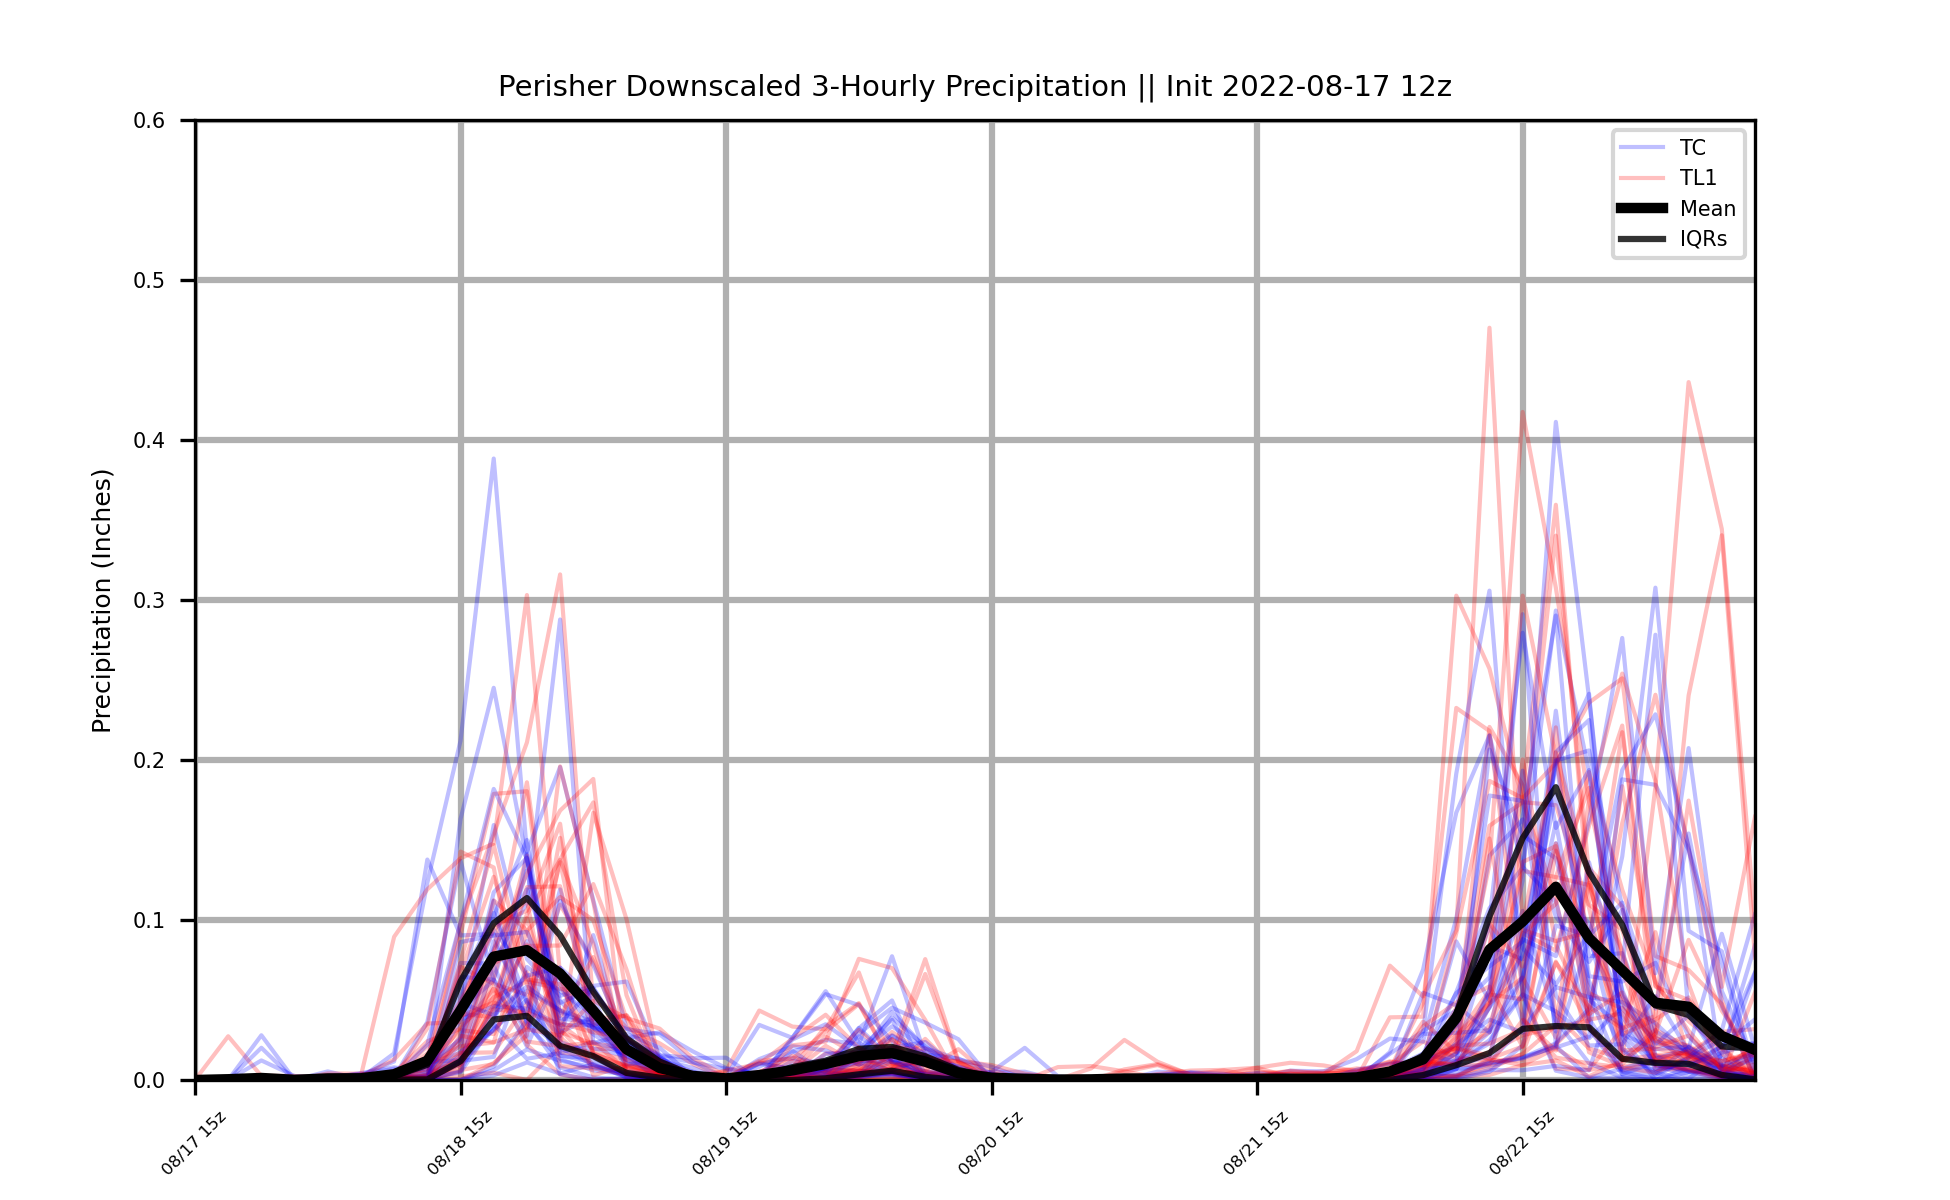 Perisher Downscaled 3-Hourly Precipitation || Init 2022-08-17 12z
TC
TL1
Mean
IQRs
Precipitation (Inches)
0.6
0.5
0.4
0.3
0.2
0.1
0.0
08/17 15z
08/18 15z
08/19 15z
08/20 15z
08/21 15z
08/22 15z